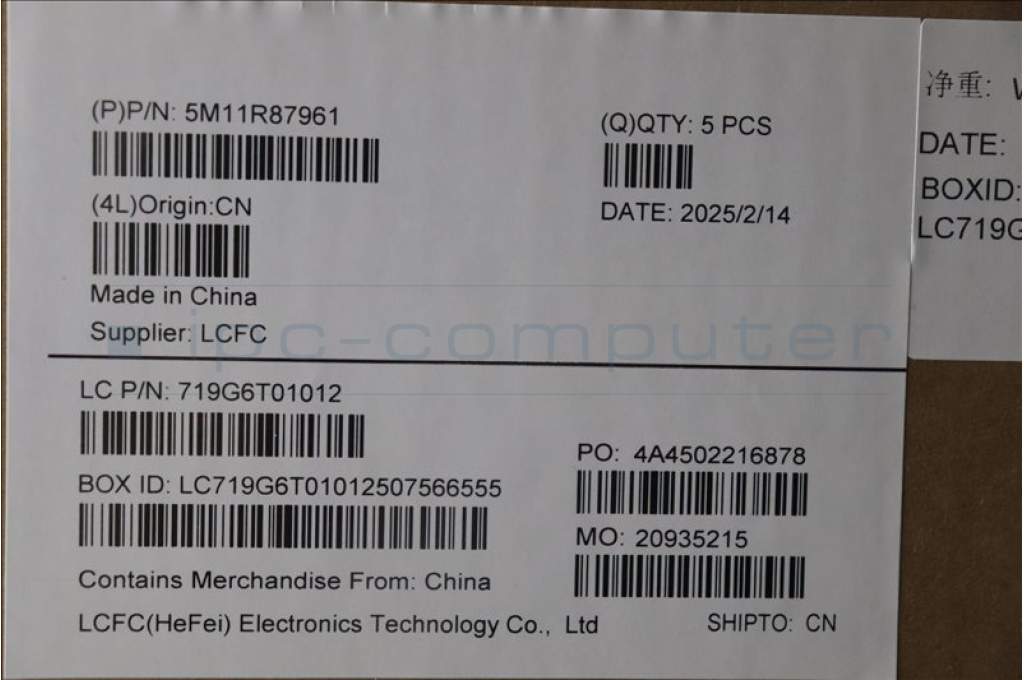 (P)P/N: 5M11R87961
(Q)QTY: 5 PCS
(4L)Origin:CN
DATE: 2025/2/14
Made in China
Supplier: LCFC
ipc-computer
LC P/N: 719G6T01012
PO: 4A4502216878
BOX ID: LC719G6T01012507566555
MO: 20935215
Contains Merchandise From: China
LCFC(HeFei) Electronics Technology Co., Ltd
SHIPTO: CN
净重:
DATE:
BOXID:
LC719G